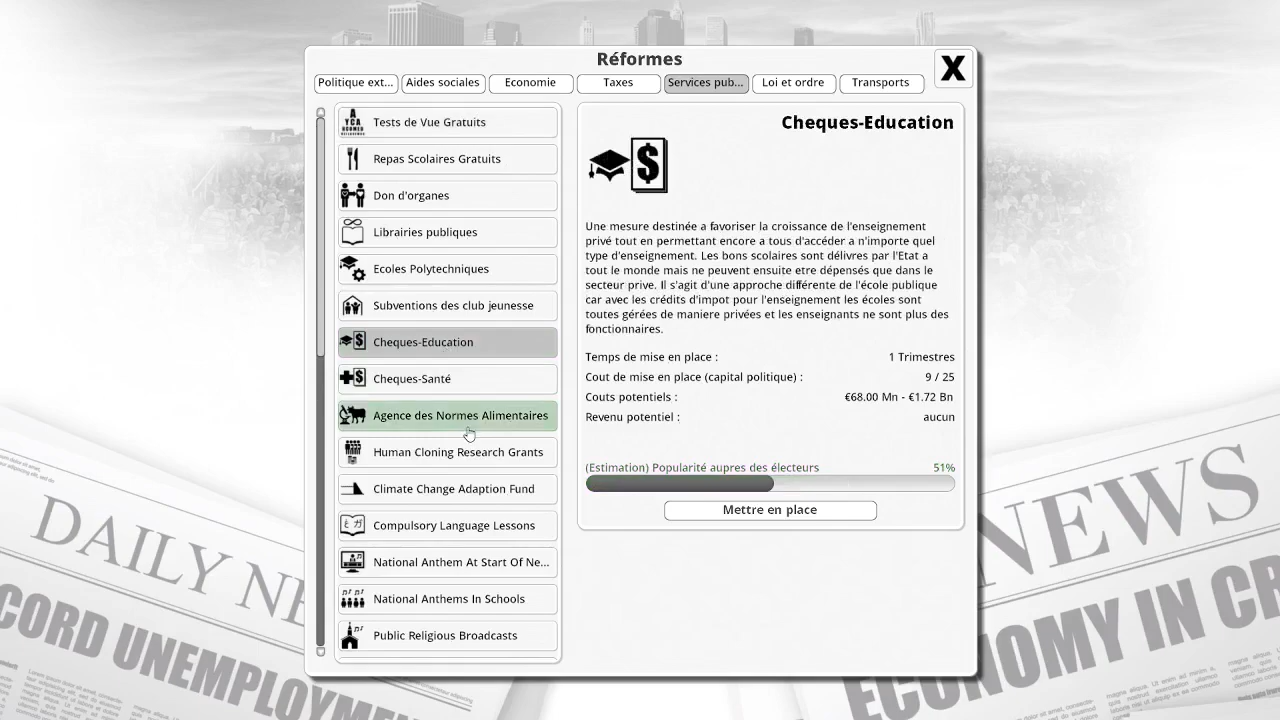 Réformes
X
Politique ext...
Aides sociales
Economie
Taxes
Services pub...
Loi et ordre
Transports
Tests de Vue Gratuits
Repas Scolaires Gratuits
Don d'organes
Librairies publiques
Ecoles Polytechniques
Subventions des club jeunesse
Cheques-Education
Cheques-Santé
Agence des Normes Alimentaires
Human Cloning Research Grants
Climate Change Adaption Fund
Compulsory Language Lessons
National Anthem At Start Of Ne...
National Anthems In Schools
Public Religious Broadcasts
Cheques-Education
Une mesure destinée a favoriser la croissance de l'enseignement
privé tout en permettant encore a tous d'accéder a n'importe quel
type d'enseignement. Les bons scolaires sont délivres par l'Etat a
tout le monde mais ne peuvent ensuite etre dépensés que dans le
secteur prive. Il s'agit d'une approche différente de l'école publique
car avec les crédits d'impot pour l'enseignement les écoles sont
toutes gérées de maniere privées et les enseignants ne sont plus des
fonctionnaires.
Temps de mise en place : 1 Trimestres
Cout de mise en place (capital politique) : 9 / 25
Couts potentiels : €68.00 Mn - €1.72 Bn
Revenu potentiel : aucun
(Estimation) Popularité aupres des électeurs 51%
Mettre en place
DAILY NE
CORD UNEMPLOYM
NEWS
ECONOMY IN CR